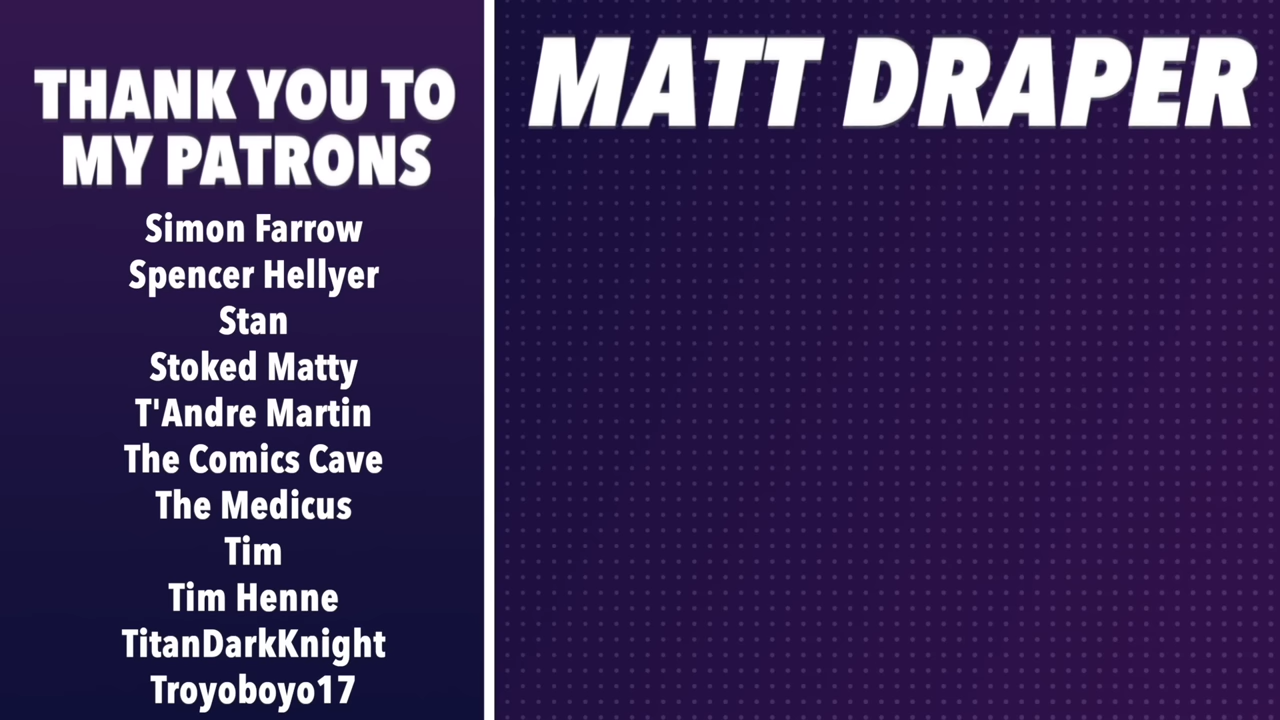 THANK YOU TO
MY PATRONS
Simon Farrow
Spencer Hellyer
Stan
Stoked Matty
T'Andre Martin
The Comics Cave
The Medicus
Tim
Tim Henne
TitanDarkKnight
Troyoboyo17
MATT DRAPER